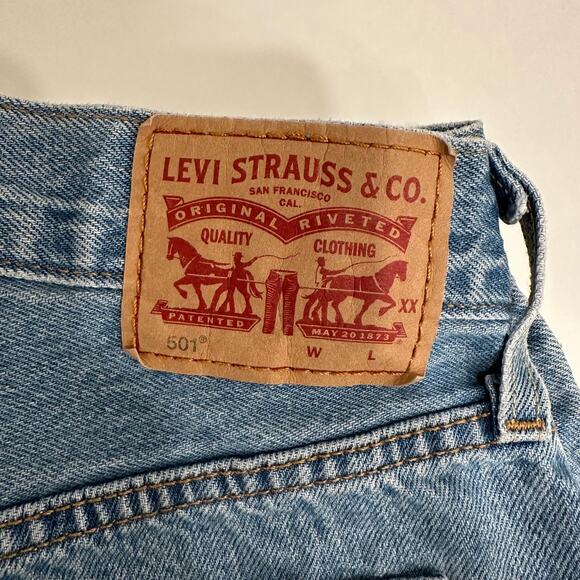 LEVI STRAUSS & CO.
SAN FRANCISCO
CAL.
ORIGINAL RIVETED
QUALITY CLOTHING
XX
PATENTED MAY 20 1873
501® W L